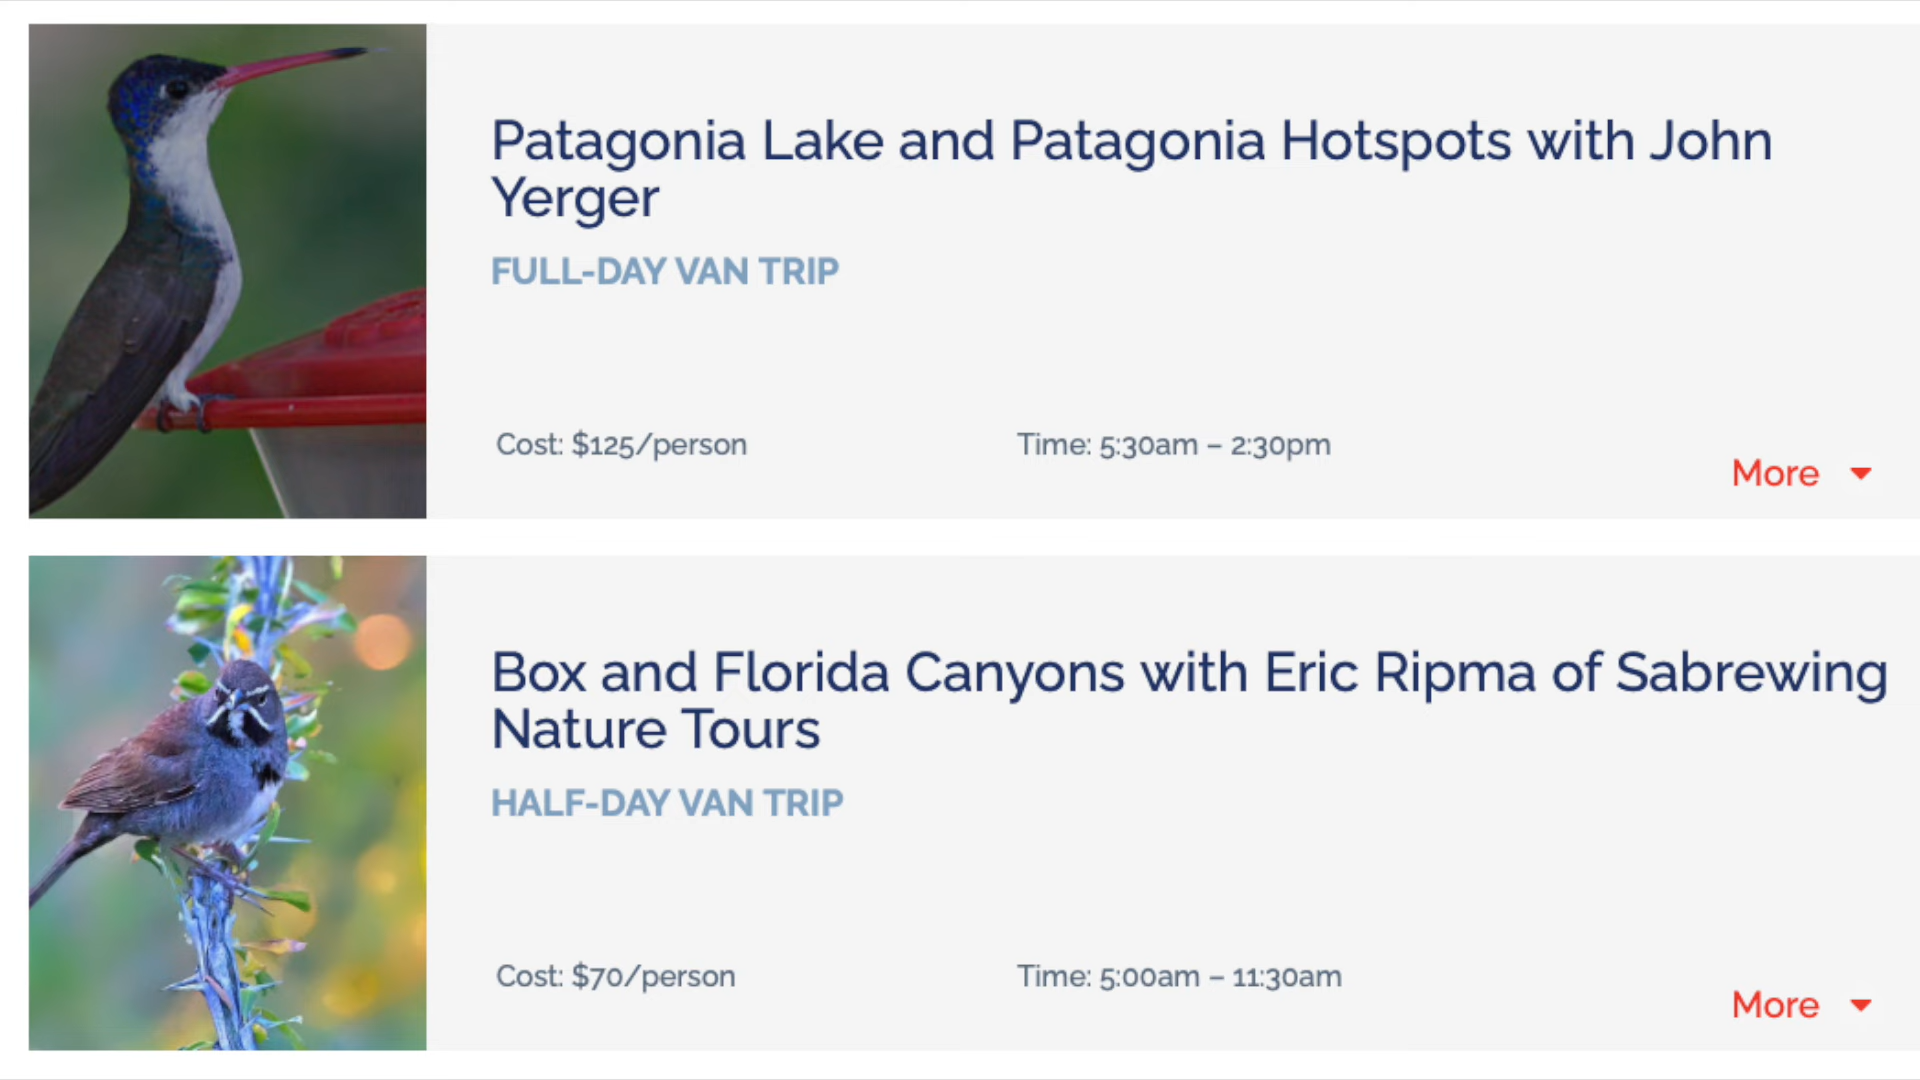 Patagonia Lake and Patagonia Hotspots with John
Yerger
FULL-DAY VAN TRIP
Cost: $125/person
Time: 5:30am – 2:30pm
More
Box and Florida Canyons with Eric Ripma of Sabrewing
Nature Tours
HALF-DAY VAN TRIP
Cost: $70/person
Time: 5:00am – 11:30am
More